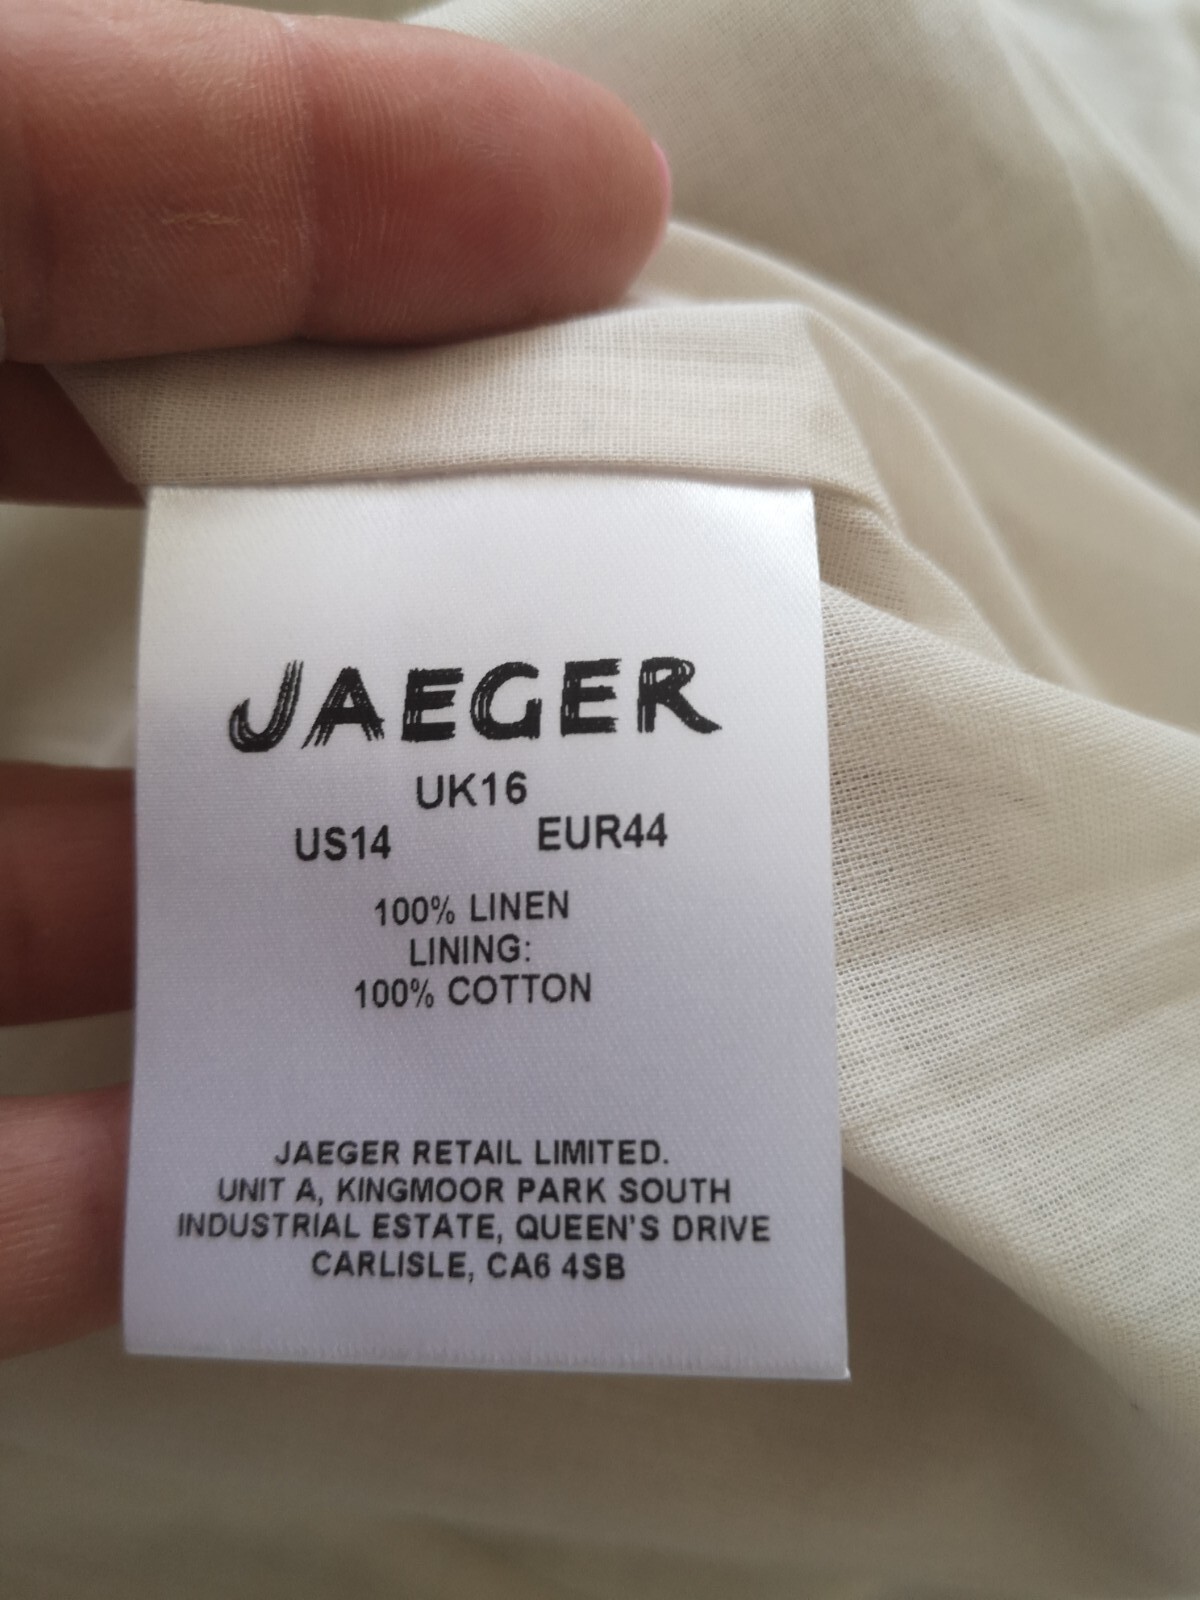 JAEGER
UK16
US14 EUR44
100% LINEN
LINING:
100% COTTON
JAEGER RETAIL LIMITED.
UNIT A, KINGMOOR PARK SOUTH
INDUSTRIAL ESTATE, QUEEN'S DRIVE
CARLISLE, CA6 4SB